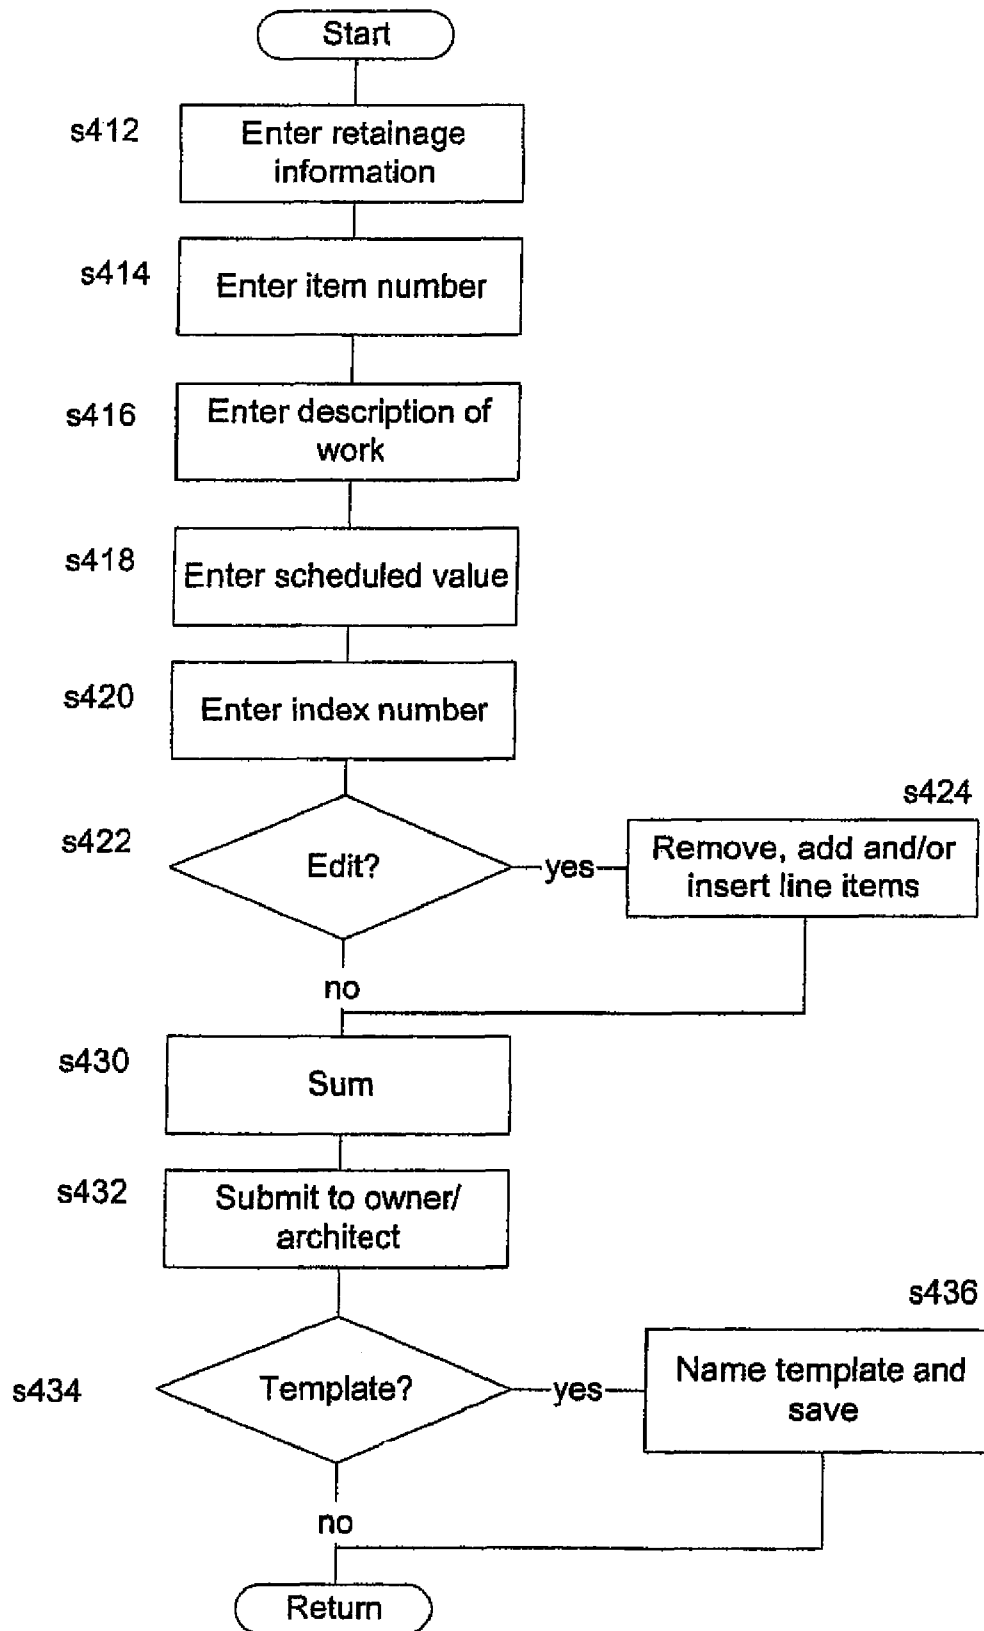 Start
s412
Enter retainage
information
s414
Enter item number
s416
Enter description of
work
s418
Enter scheduled value
s420
Enter index number
s422
Edit?
yes
s424
Remove, add and/or
insert line items
no
s430
Sum
s432
Submit to owner/
architect
s434
Template?
yes
s436
Name template and
save
no
Return